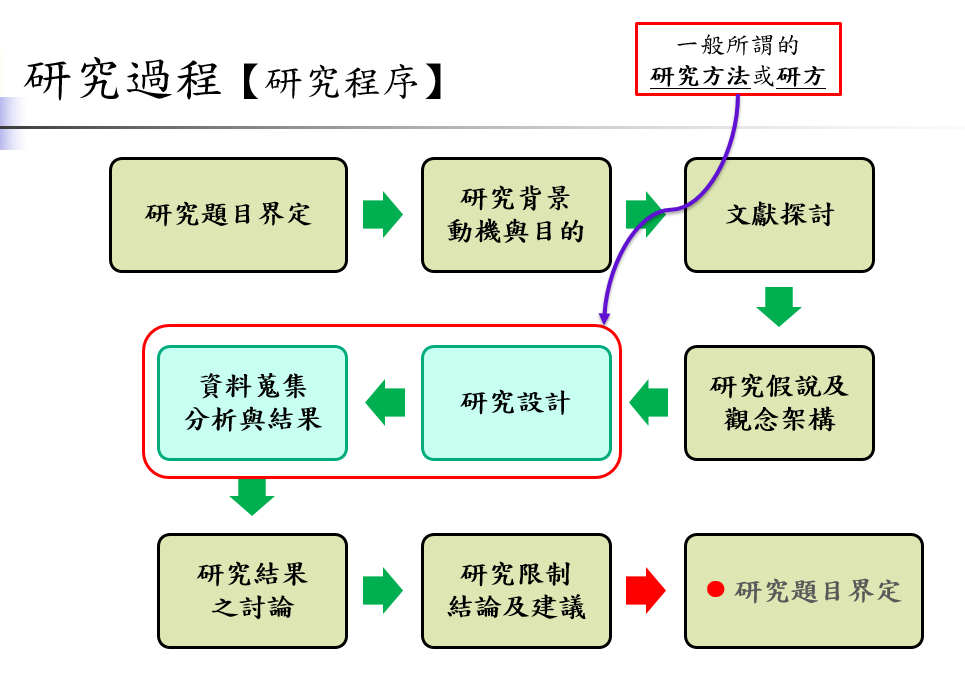 一般所謂的
研究方法或研方
研究過程【研究程序】
研究題目界定
研究背景
動機與目的
文獻探討
研究假說及
觀念架構
研究設計
資料蒐集
分析與結果
研究結果
之討論
研究限制
結論及建議
研究題目界定